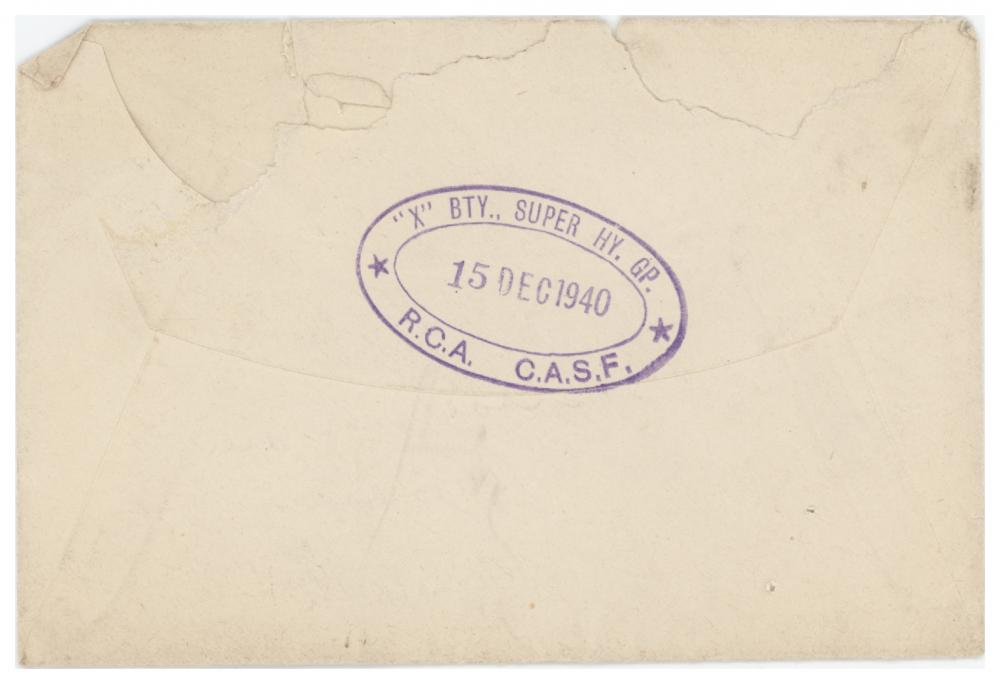 "X" BTY., SUPER HY. GP.
15 DEC 1940
R.C.A. C.A.S.F.